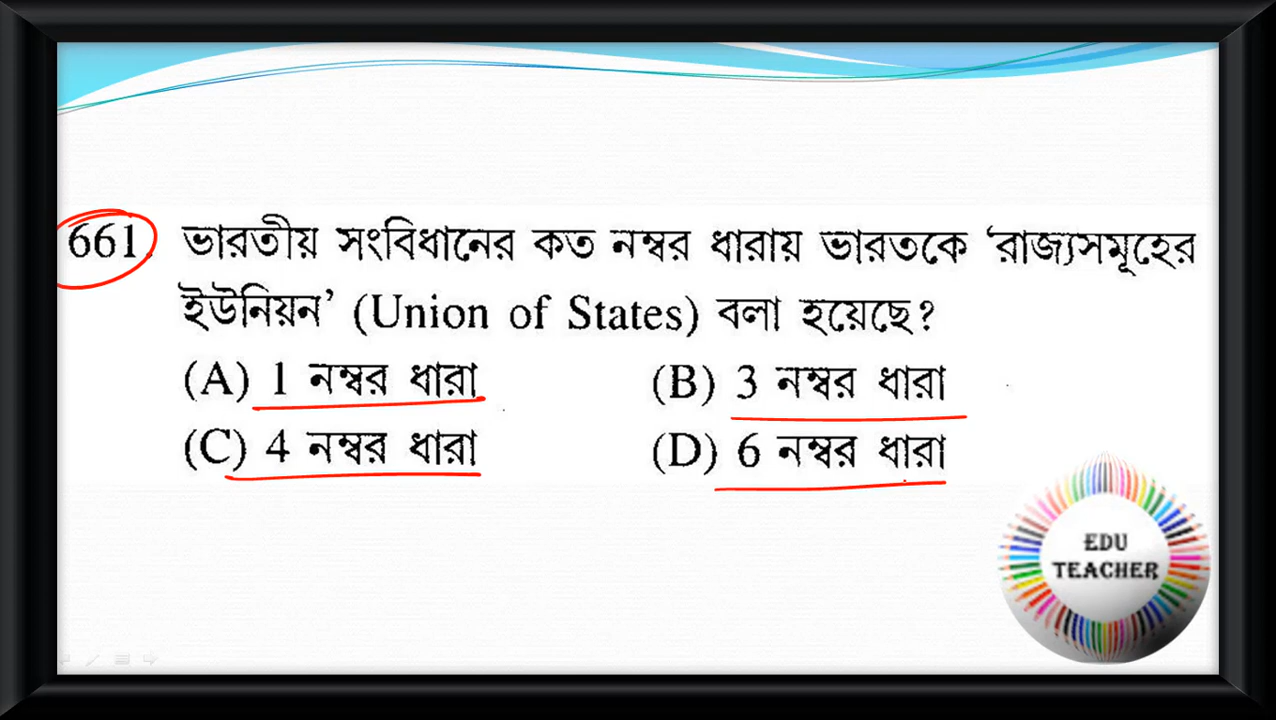 661. ভারতীয় সংবিধানের কত নম্বর ধারায় ভারতকে ‘রাজ্যসমূহের
ইউনিয়ন’ (Union of States) বলা হয়েছে?
(A) 1 নম্বর ধারা (B) 3 নম্বর ধারা
(C) 4 নম্বর ধারা (D) 6 নম্বর ধারা
EDU
TEACHER